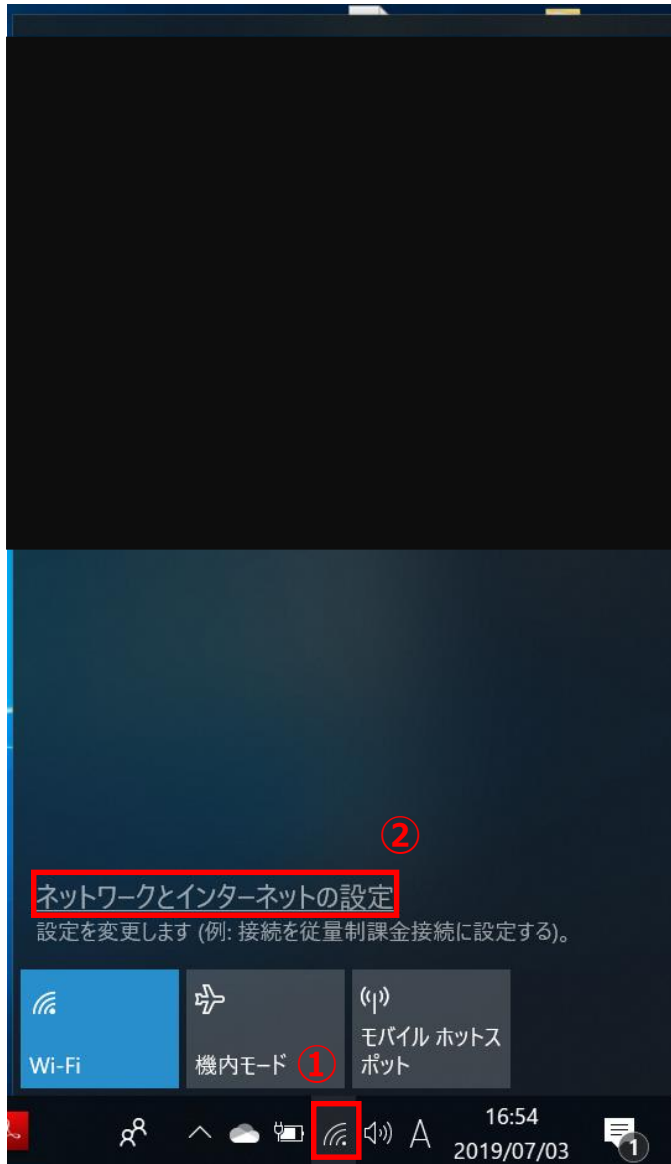 ②
ネットワークとインターネットの設定
設定を変更します (例: 接続を従量制課金接続に設定する)。
Wi-Fi
機内モード
①
モバイル ホットス
ポット
A
16:54
2019/07/03
1